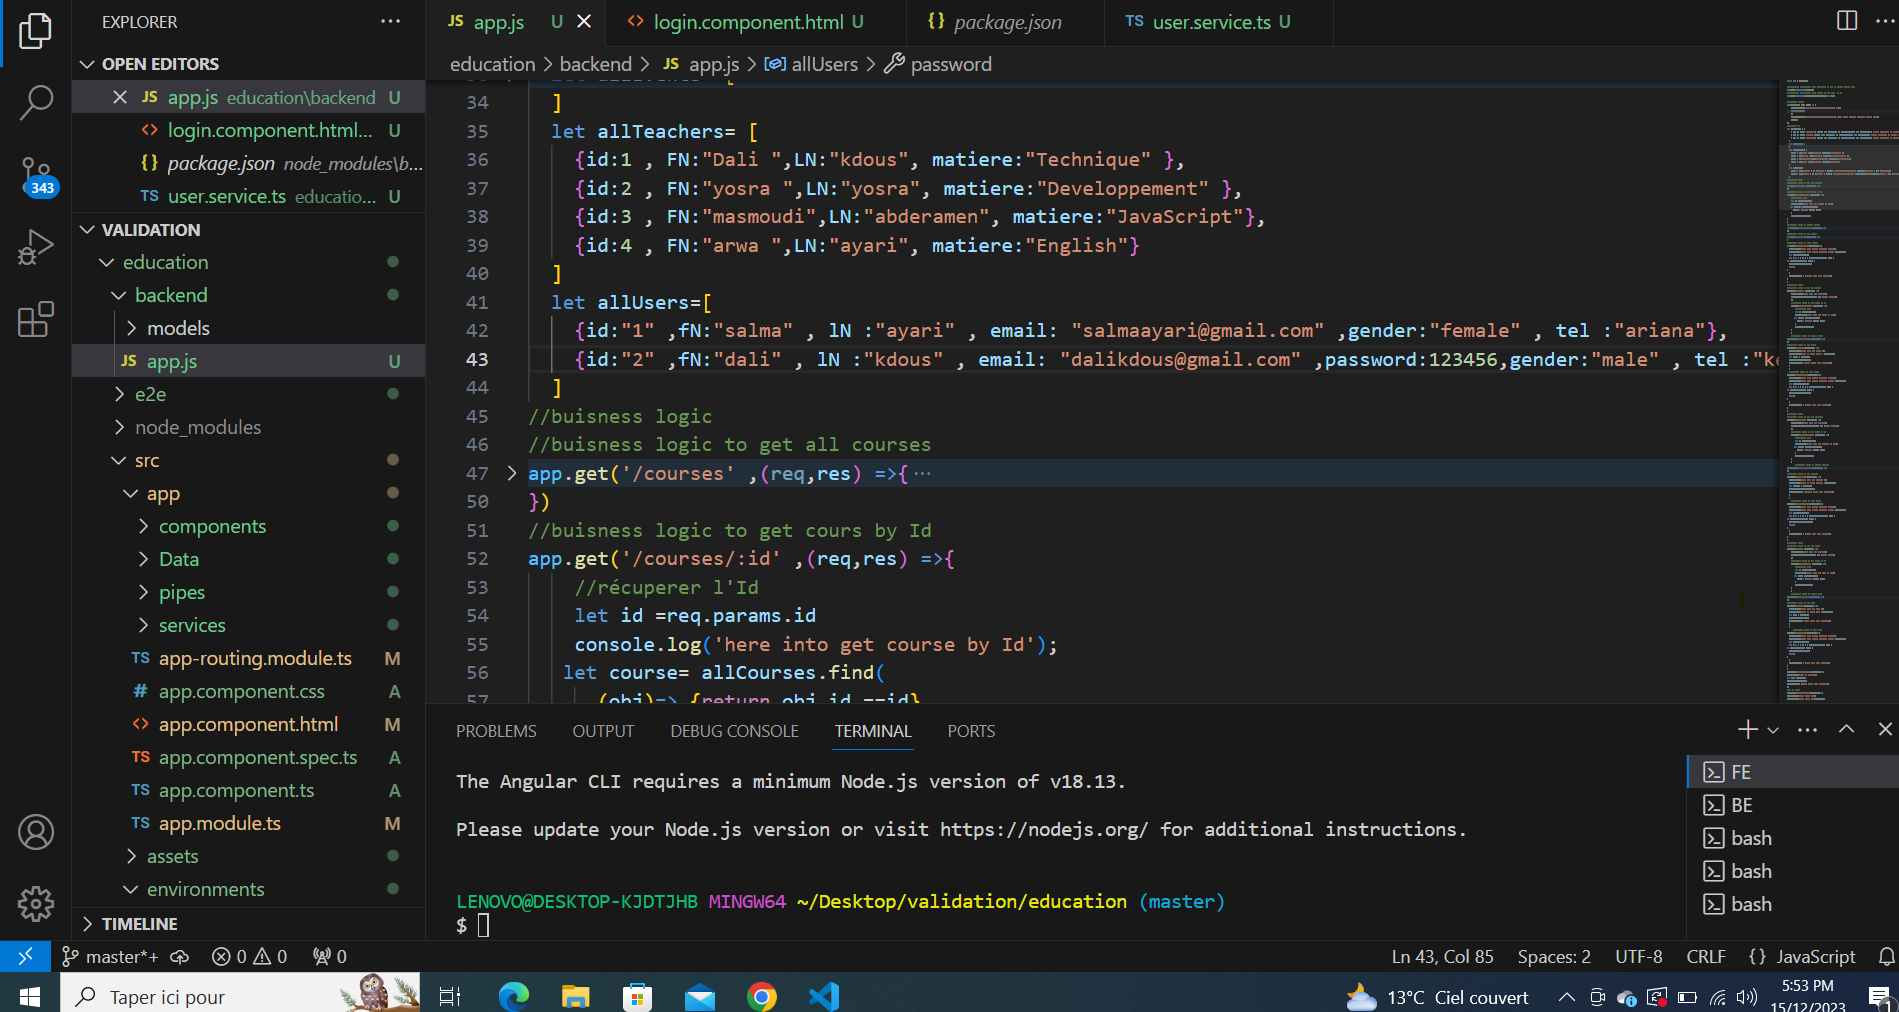 EXPLORER
OPEN EDITORS
JS app.js education\backend U
<> login.component.html... U
{} package.json node_modules\b...
TS user.service.ts educatio... U
VALIDATION
education
backend
models
JS app.js U
e2e
node_modules
src
app
components
Data
pipes
services
TS app-routing.module.ts M
# app.component.css A
<> app.component.html M
TS app.component.spec.ts A
TS app.component.ts A
TS app.module.ts M
assets
environments
TIMELINE
343
JS app.js U
<> login.component.html U
{} package.json
TS user.service.ts U
education > backend > JS app.js > allUsers > password
34 ]
35 let allTeachers= [
36 {id:1 , FN:"Dali ",LN:"kdous", matiere:"Technique" },
37 {id:2 , FN:"yosra ",LN:"yosra", matiere:"Developpement" },
38 {id:3 , FN:"masmoudi",LN:"abderamen", matiere:"JavaScript"},
39 {id:4 , FN:"arwa ",LN:"ayari", matiere:"English"}
40 ]
41 let allUsers=[
42 {id:"1" ,fN:"salma" , lN :"ayari" , email: "salmaayari@gmail.com" ,gender:"female" , tel :"ariana"},
43 {id:"2" ,fN:"dali" , lN :"kdous" , email: "dalikdous@gmail.com" ,password:123456,gender:"male" , tel :"ke
44 ]
45 //buisness logic
46 //buisness logic to get all courses
47 app.get('/courses' ,(req,res) =>{ ...
50 })
51 //buisness logic to get cours by Id
52 app.get('/courses/:id' ,(req,res) =>{
53 //récuperer l'Id
54 let id =req.params.id
55 console.log('here into get course by Id');
56 let course= allCourses.find(
57 (obj)=> {return obj.id ==id}
PROBLEMS OUTPUT DEBUG CONSOLE TERMINAL PORTS
The Angular CLI requires a minimum Node.js version of v18.13.
Please update your Node.js version or visit https://nodejs.org/ for additional instructions.
LENOVO@DESKTOP-KJDTJHB MINGW64 ~/Desktop/validation/education (master)
$
FE
BE
bash
bash
bash
master*+ 0 0 0
Ln 43, Col 85 Spaces: 2 UTF-8 CRLF {} JavaScript
Taper ici pour
13°C Ciel couvert
5:53 PM
15/12/2023
1